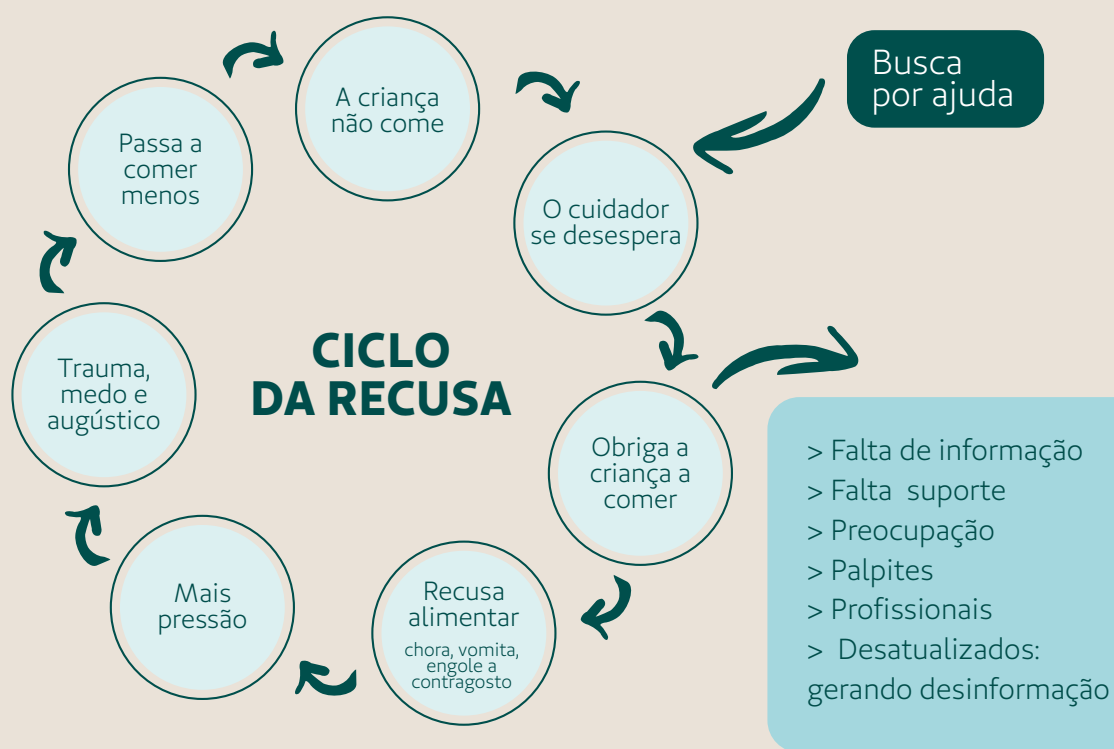 A criança
não come
Busca
por ajuda
O cuidador
se desespera
Obriga a
criança a
comer
> Falta de informação
> Falta  suporte
> Preocupação
> Palpites
> Profissionais
>  Desatualizados:
gerando desinformação
Recusa
alimentar
chora, vomita,
engole a
contragosto
Mais
pressão
Trauma,
medo e
augústico
Passa a
comer
menos
CICLO
DA RECUSA